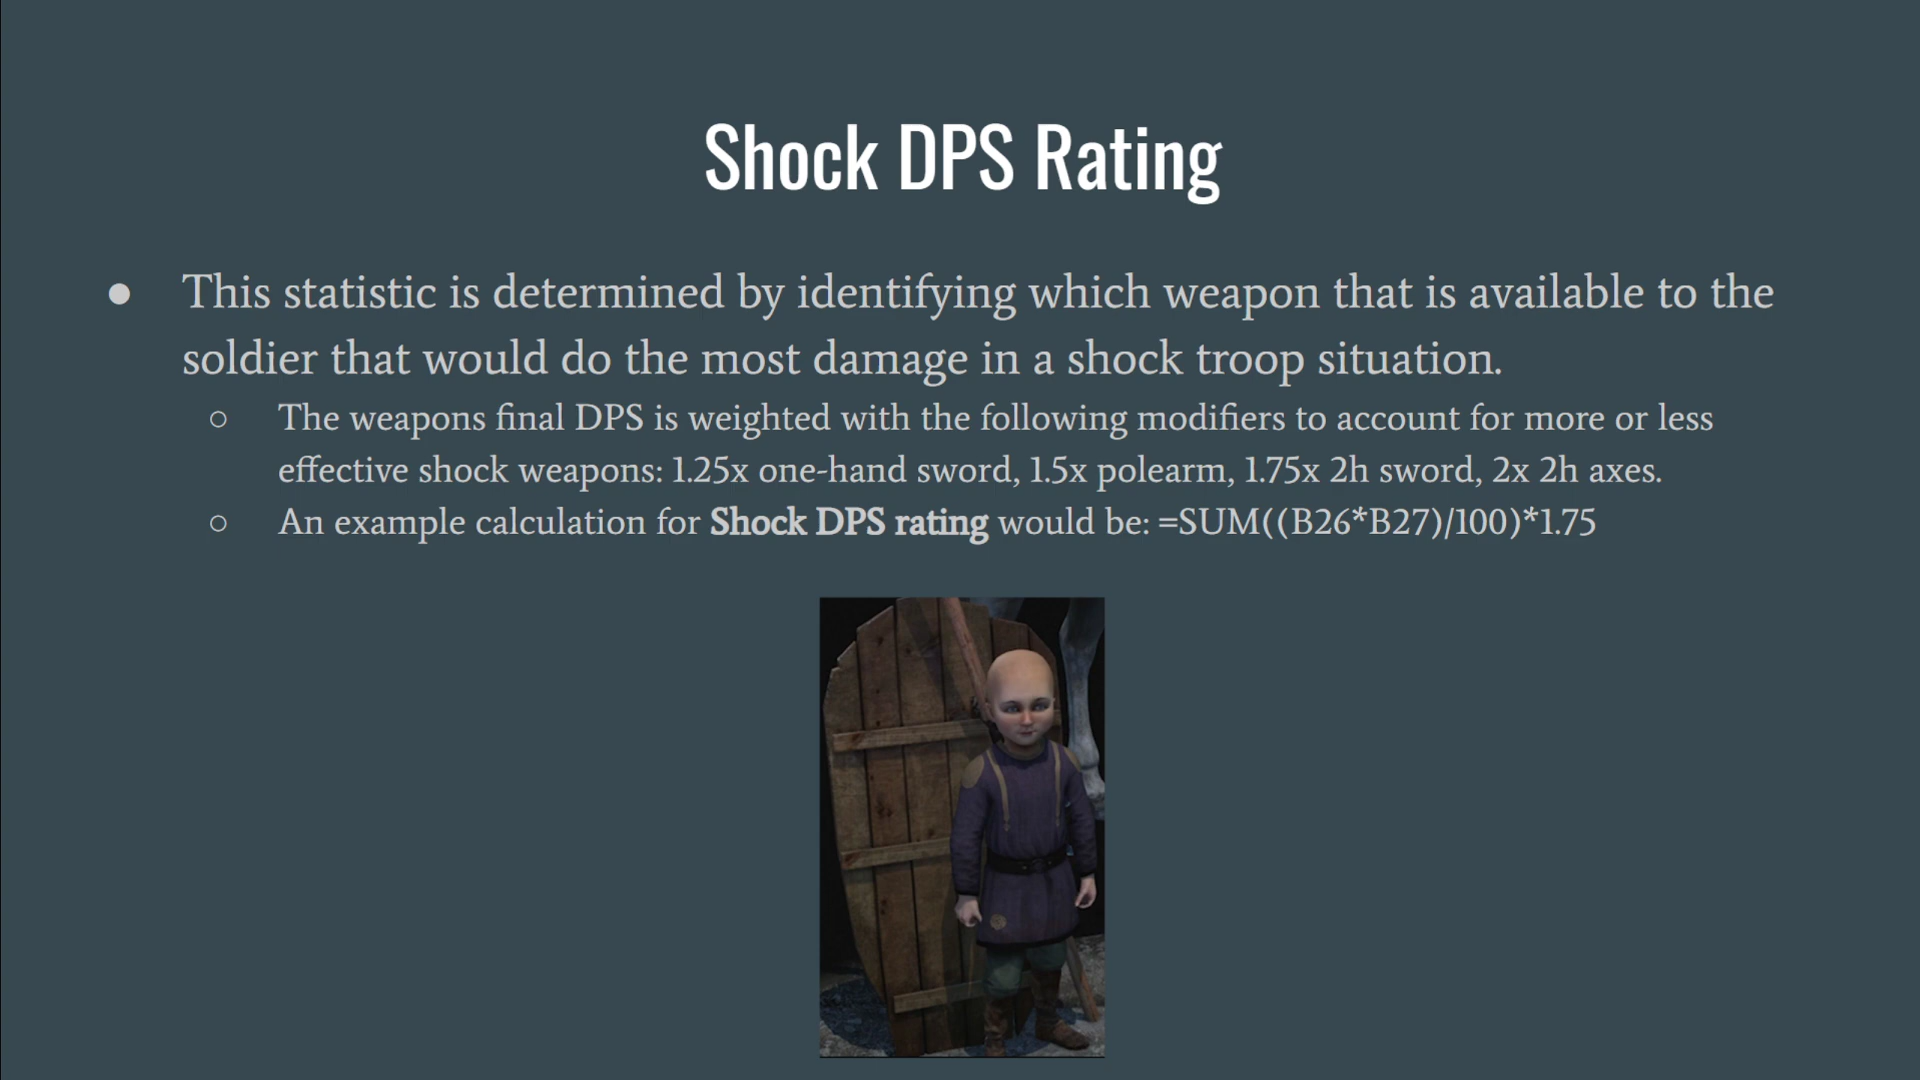 Shock DPS Rating
● This statistic is determined by identifying which weapon that is available to the
soldier that would do the most damage in a shock troop situation.
○ The weapons final DPS is weighted with the following modifiers to account for more or less
effective shock weapons: 1.25x one-hand sword, 1.5x polearm, 1.75x 2h sword, 2x 2h axes.
○ An example calculation for Shock DPS rating would be: =SUM((B26*B27)/100)*1.75